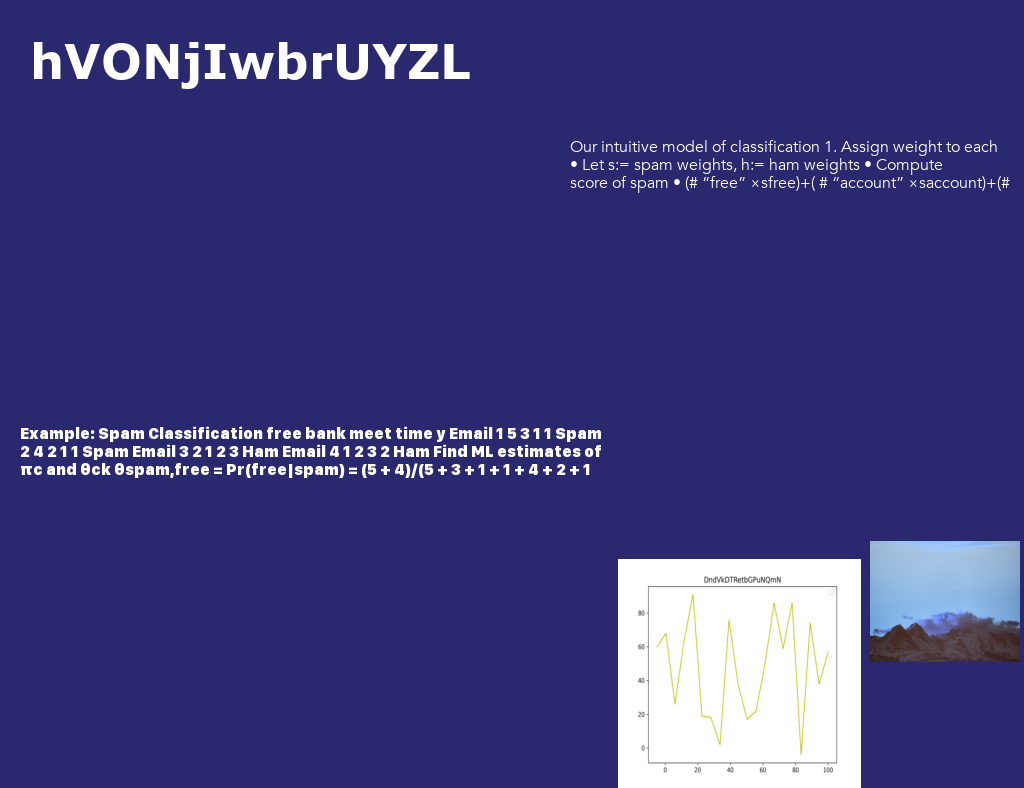 hVONjIwbrUYZL
Our intuitive model of classification 1. Assign weight to each
• Let s:= spam weights, h:= ham weights • Compute
score of spam • (# “free” ×sfree)+( # “account” ×saccount)+(#
Example: Spam Classification free bank meet time y Email 1 5 3 1 1 Spam
2 4 2 1 1 Spam Email 3 2 1 2 3 Ham Email 4 1 2 3 2 Ham Find ML estimates of
πc and θck θspam,free = Pr(free|spam) = (5 + 4)/(5 + 3 + 1 + 1 + 4 + 2 + 1
DndVkDTRetbGPuNQmN
80
60
40
20
0
0 20 40 60 80 100